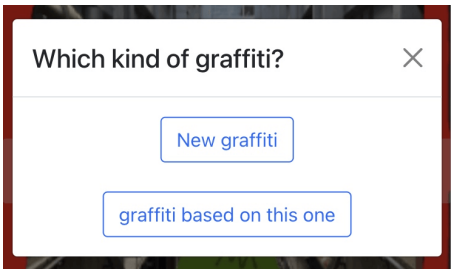 Which kind of graffiti?
New graffiti
graffiti based on this one